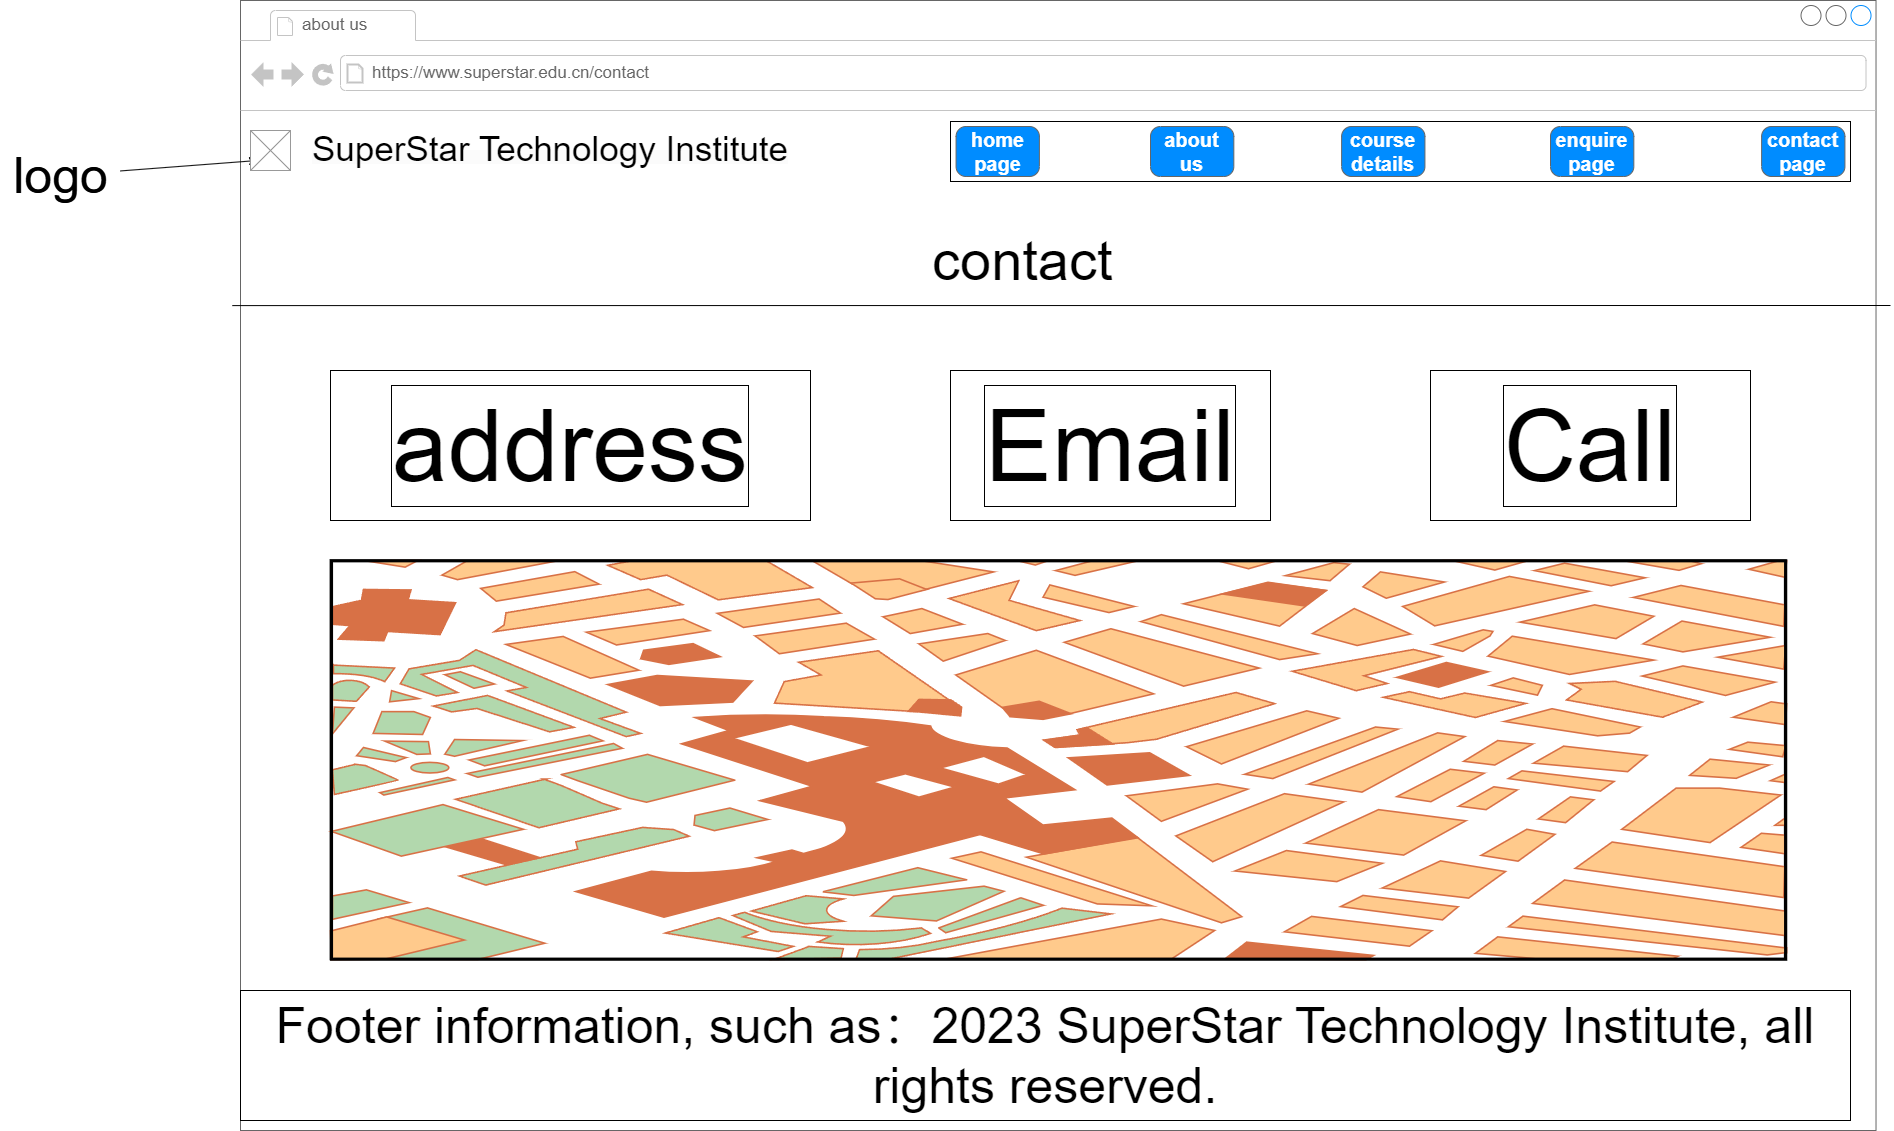 about us
https://www.superstar.edu.cn/contact
logo
SuperStar Technology Institute
home
page
about
us
course
details
enquire
page
contact
page
contact
address
Email
Call
Footer information, such as：2023 SuperStar Technology Institute, all
rights reserved.